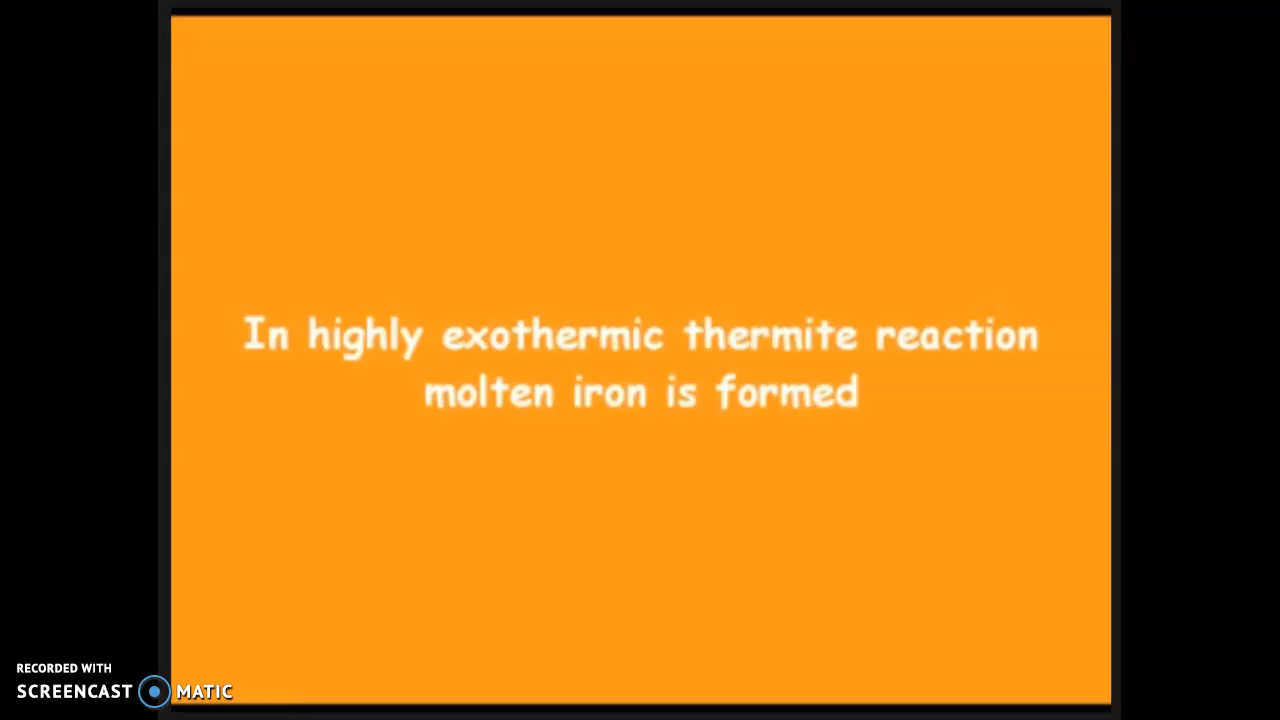 In highly exothermic thermite reaction
molten iron is formed
RECORDED WITH
SCREENCAST MATIC